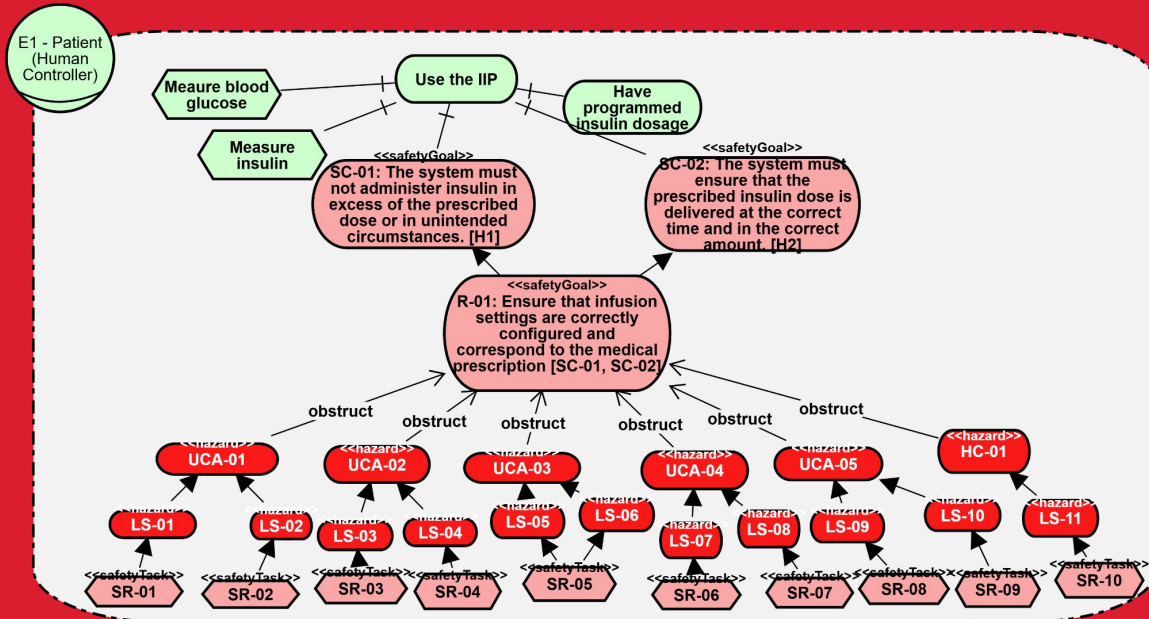 E1 - Patient
(Human
Controller)
Meaure blood
glucose
Use the IIP
Have
programmed
insulin dosage
Measure
insulin
<<safetyGoal>>
SC-01: The system must
not administer insulin in
excess of the prescribed
dose or in unintended
circumstances. [H1]
<<safetyGoal>>
SC-02: The system must
ensure that the
prescribed insulin dose is
delivered at the correct
time and in the correct
amount. [H2]
<<safetyGoal>>
R-01: Ensure that infusion
settings are correctly
configured and
correspond to the medical
prescription [SC-01, SC-02]
obstruct
obstruct
obstruct
obstruct
obstruct
obstruct
<<hazard>>
UCA-01
<<hazard>>
UCA-02
<<hazard>>
UCA-03
<<hazard>>
UCA-04
<<hazard>>
UCA-05
<<hazard>>
HC-01
<<hazard>>
LS-01
<<hazard>>
LS-02
<<hazard>>
LS-03
<<hazard>>
LS-04
<<hazard>>
LS-05
<<hazard>>
LS-06
<<hazard>>
LS-07
<<hazard>>
LS-08
<<hazard>>
LS-09
<<hazard>>
LS-10
<<hazard>>
LS-11
<<safetyTask>>
SR-01
<<safetyTask>>
SR-02
<<safetyTask>>
SR-03
<<safetyTask>>
SR-04
<<safetyTask>>
SR-05
<<safetyTask>>
SR-06
<<safetyTask>>
SR-07
<<safetyTask>>
SR-08
<<safetyTask>>
SR-09
<<safetyTask>>
SR-10